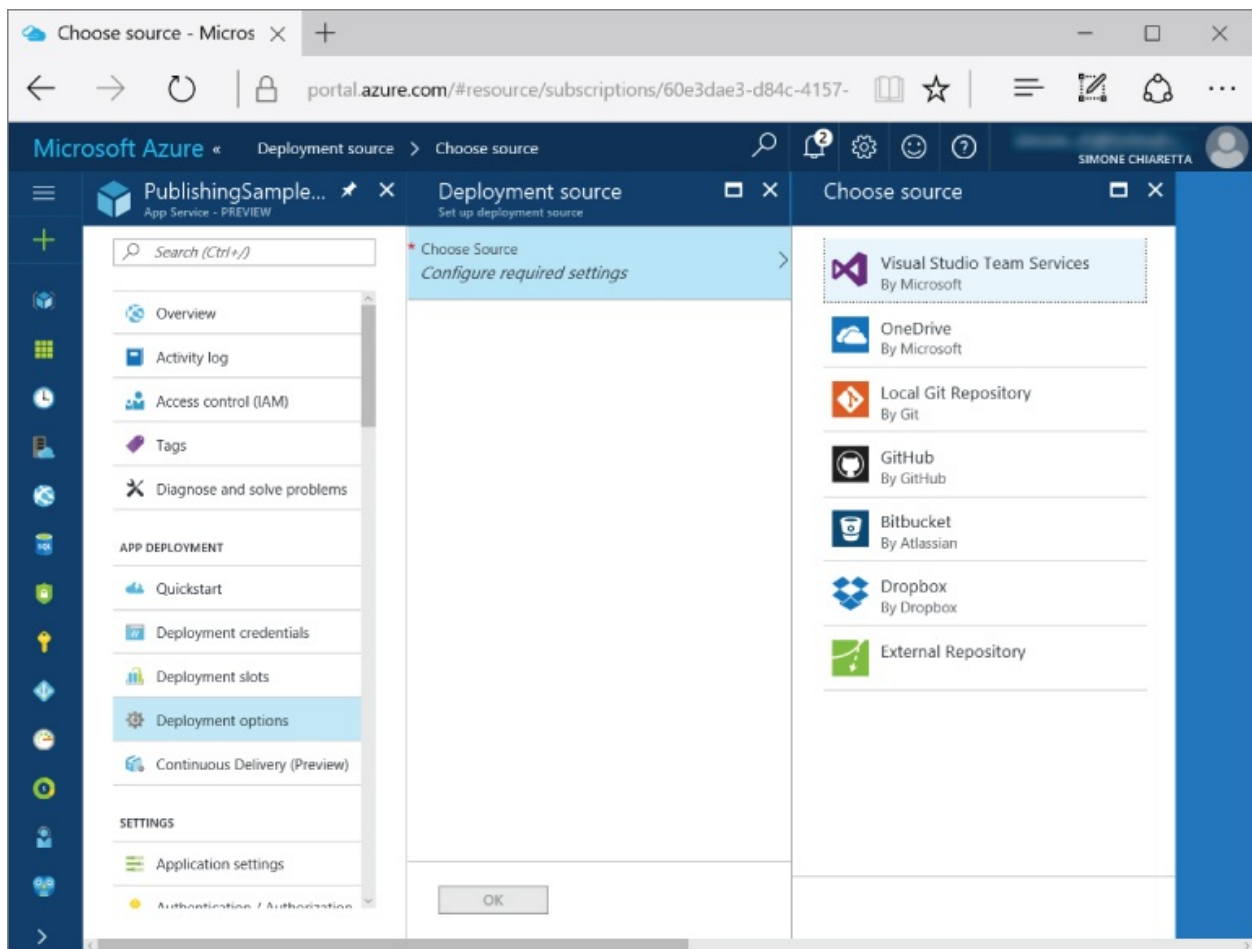 Choose source - Micros
portal.azure.com/#resource/subscriptions/60e3dae3-d84c-4157-
Microsoft Azure « Deployment source > Choose source
2
SIMONE CHIARETTA
PublishingSample...
App Service - PREVIEW
Search (Ctrl+/)
Overview
Activity log
Access control (IAM)
Tags
Diagnose and solve problems
APP DEPLOYMENT
Quickstart
Deployment credentials
Deployment slots
Deployment options
Continuous Delivery (Preview)
SETTINGS
Application settings
Authentication / Authorization
Deployment source
Set up deployment source
* Choose Source
Configure required settings
OK
Choose source
Visual Studio Team Services
By Microsoft
OneDrive
By Microsoft
Local Git Repository
By Git
GitHub
By GitHub
Bitbucket
By Atlassian
Dropbox
By Dropbox
External Repository